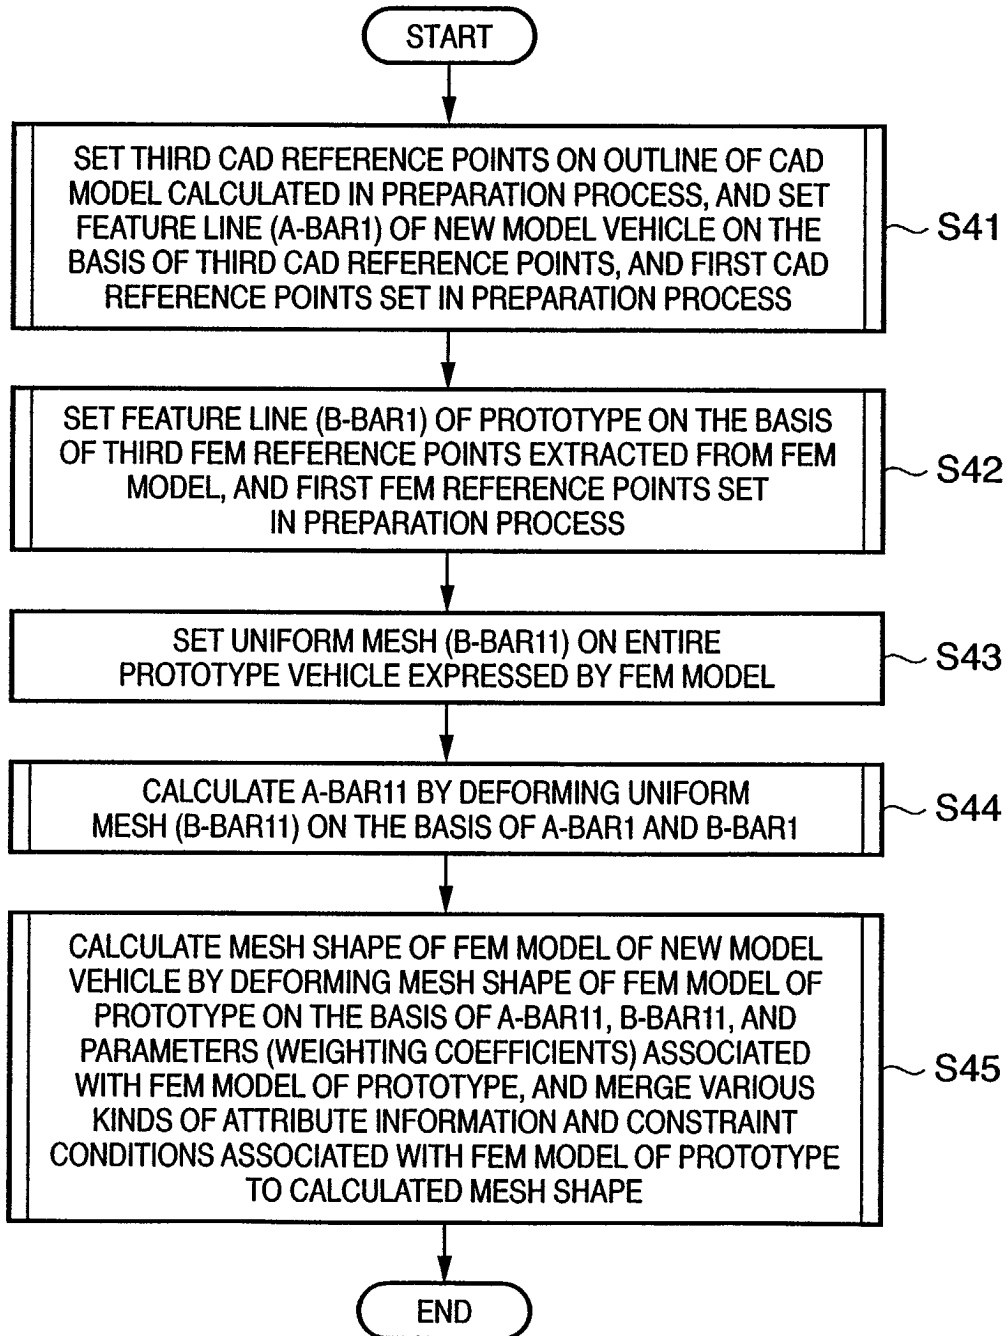 START
SET THIRD CAD REFERENCE POINTS ON OUTLINE OF CAD
MODEL CALCULATED IN PREPARATION PROCESS, AND SET
FEATURE LINE (A-BAR1) OF NEW MODEL VEHICLE ON THE
BASIS OF THIRD CAD REFERENCE POINTS, AND FIRST CAD
REFERENCE POINTS SET IN PREPARATION PROCESS
S41
SET FEATURE LINE (B-BAR1) OF PROTOTYPE ON THE BASIS
OF THIRD FEM REFERENCE POINTS EXTRACTED FROM FEM
MODEL, AND FIRST FEM REFERENCE POINTS SET
IN PREPARATION PROCESS
S42
SET UNIFORM MESH (B-BAR11) ON ENTIRE
PROTOTYPE VEHICLE EXPRESSED BY FEM MODEL
S43
CALCULATE A-BAR11 BY DEFORMING UNIFORM
MESH (B-BAR11) ON THE BASIS OF A-BAR1 AND B-BAR1
S44
CALCULATE MESH SHAPE OF FEM MODEL OF NEW MODEL
VEHICLE BY DEFORMING MESH SHAPE OF FEM MODEL OF
PROTOTYPE ON THE BASIS OF A-BAR11, B-BAR11, AND
PARAMETERS (WEIGHTING COEFFICIENTS) ASSOCIATED
WITH FEM MODEL OF PROTOTYPE, AND MERGE VARIOUS
KINDS OF ATTRIBUTE INFORMATION AND CONSTRAINT
CONDITIONS ASSOCIATED WITH FEM MODEL OF PROTOTYPE
TO CALCULATED MESH SHAPE
S45
END